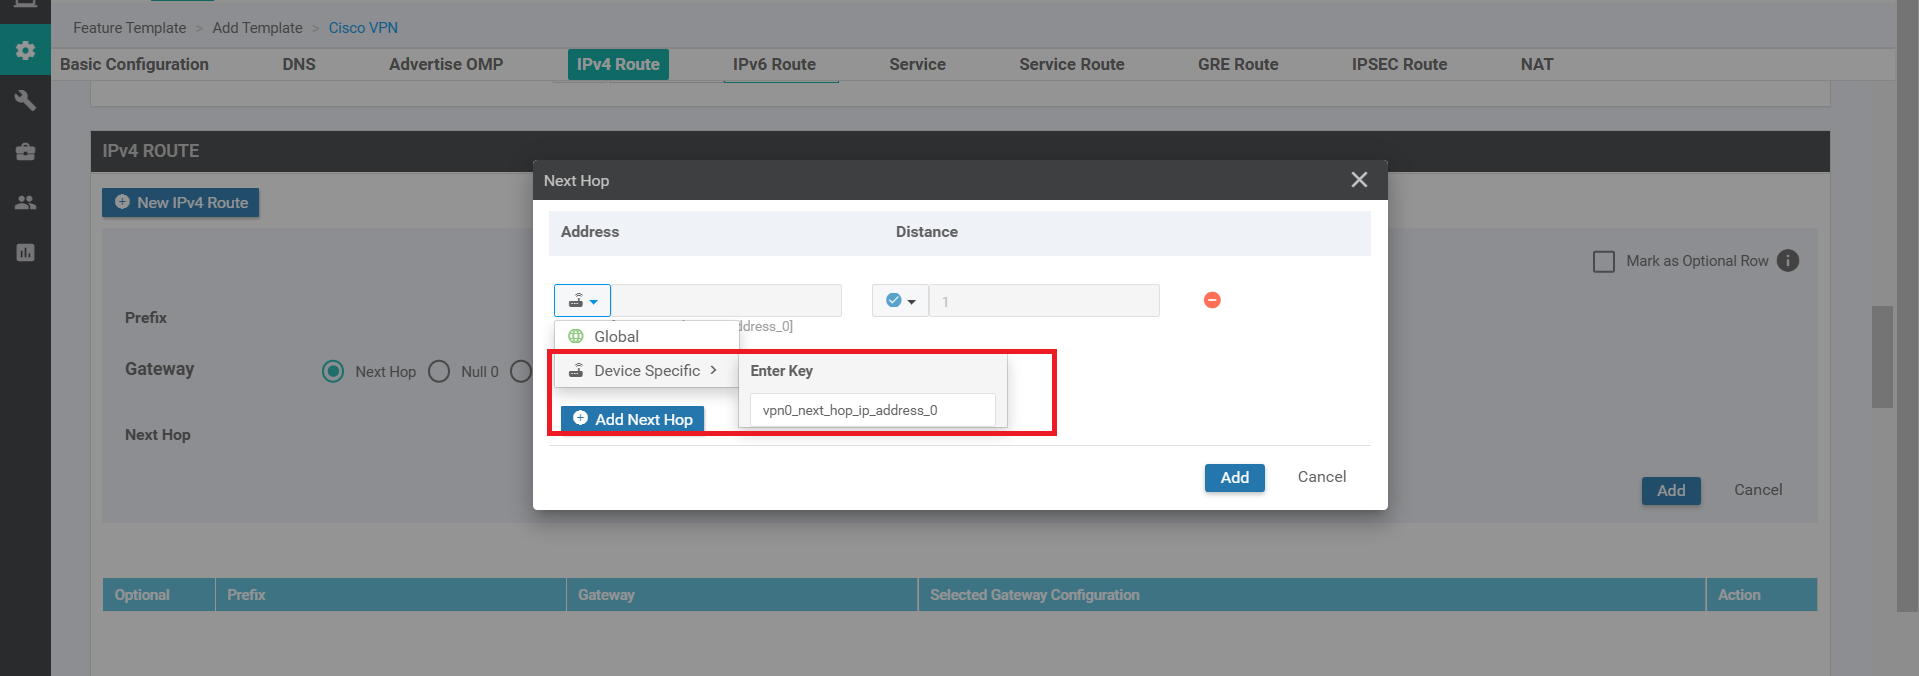 Feature Template > Add Template > Cisco VPN
Basic Configuration DNS Advertise OMP IPv4 Route IPv6 Route Service Service Route GRE Route IPSEC Route NAT
IPv4 ROUTE
New IPv4 Route
Next Hop
Address Distance
Mark as Optional Row
1
Prefix
ddress_0]
Global
Gateway Next Hop Null 0
Device Specific > Enter Key
vpn0_next_hop_ip_address_0
Add Next Hop
Next Hop
Add Cancel
Add Cancel
Optional Prefix Gateway Selected Gateway Configuration Action